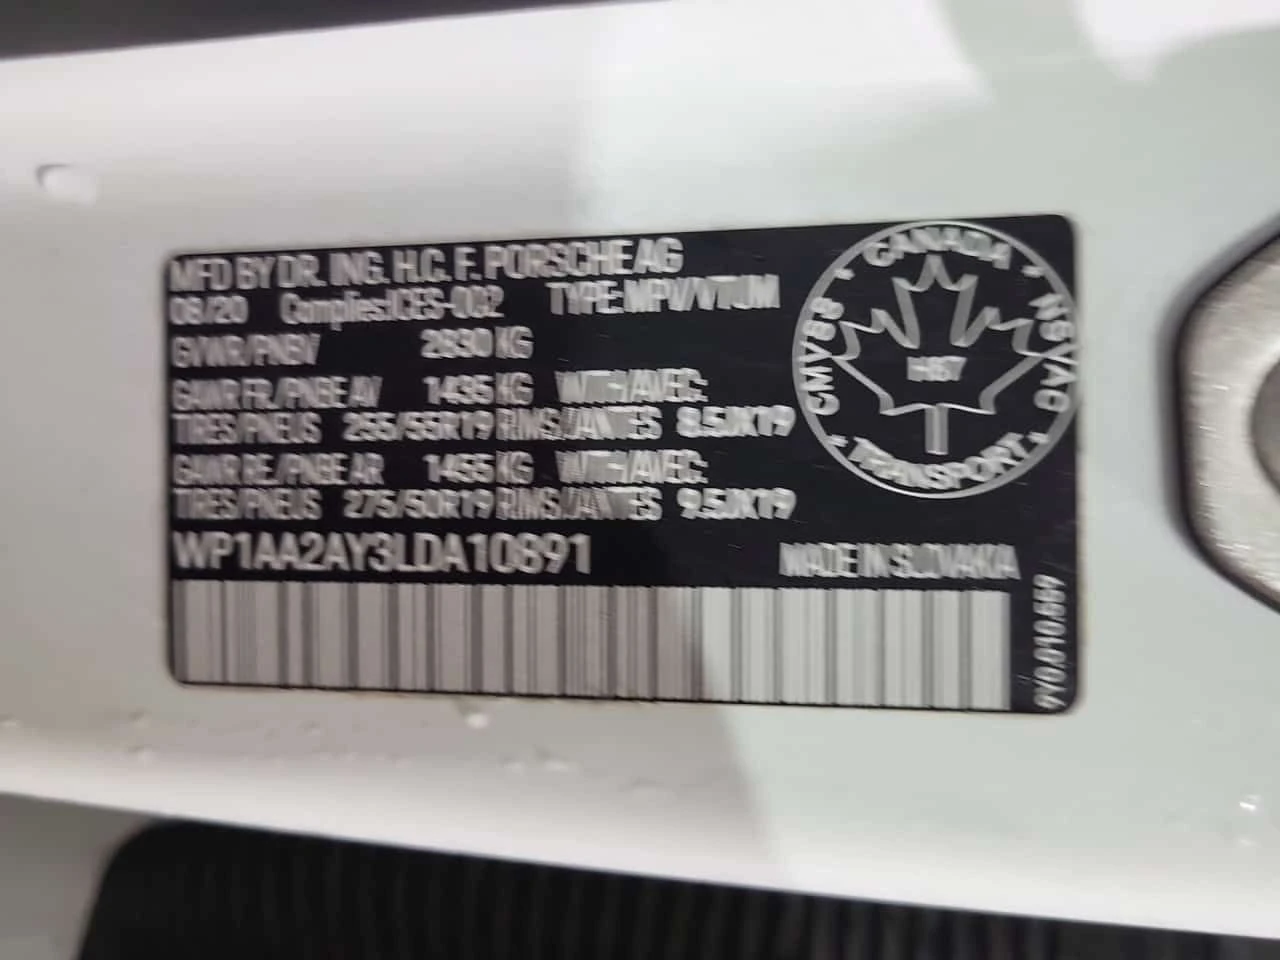 MFD BY DR. ING. H.C. F. PORSCHE AG
08/20 Complies:ICES-002 TYPE:MPV/VTUM
GVWR/PNBV 2830 KG
GAWR FR./PNBE AV 1435 KG WITH/AVEC:
TIRES/PNEUS 255/55R19 RIMS/JANTES 8.5JX19
GAWR RE./PNBE AR 1455 KG WITH/AVEC:
TIRES/PNEUS 275/50R19 RIMS/JANTES 9.5JX19
WP1AA2AY3LDA10891 MADE IN SLOVAKIA
CANADA
CMVSS
NSVAC
TRANSPORT